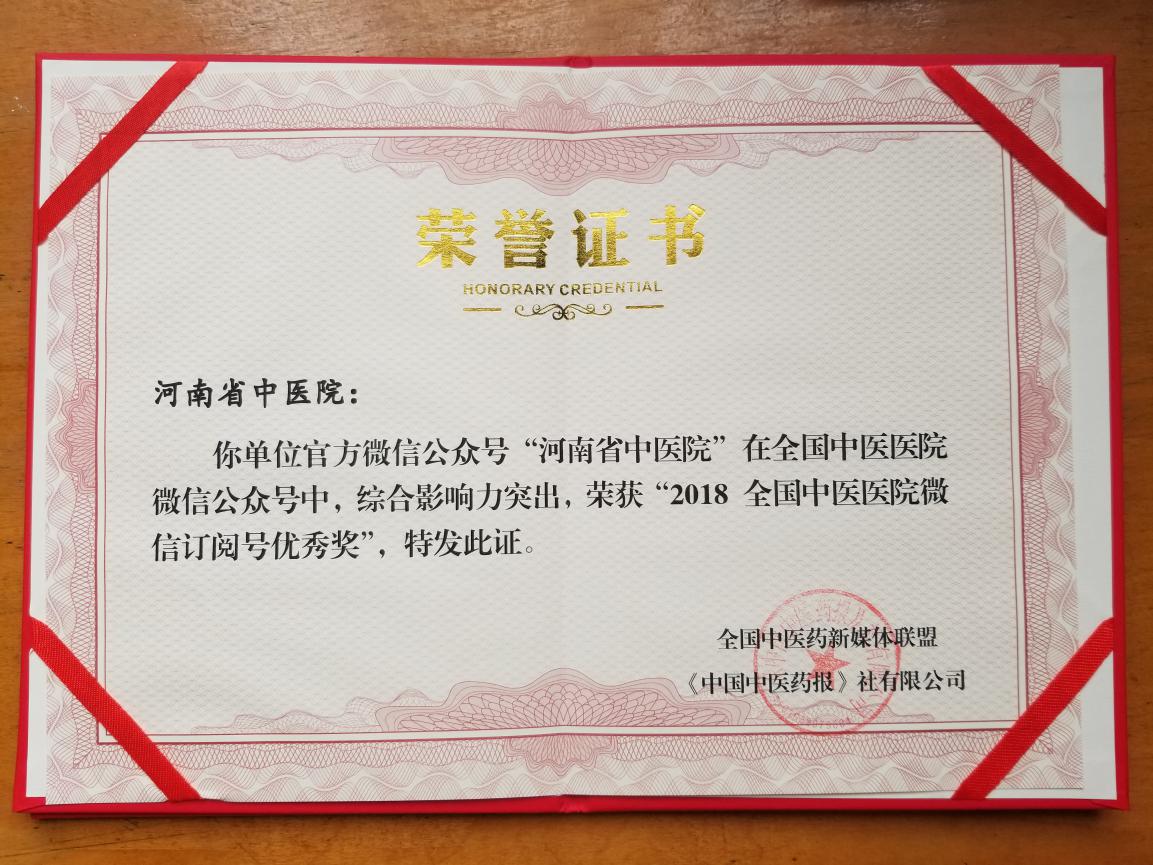 荣誉证书
HONORARY CREDENTIAL
河南省中医院：
你单位官方微信公众号“河南省中医院”在全国中医医院
微信公众号中，综合影响力突出，荣获“2018 全国中医医院微
信订阅号优秀奖”，特发此证。
全国中医药新媒体联盟
《中国中医药报》社有限公司